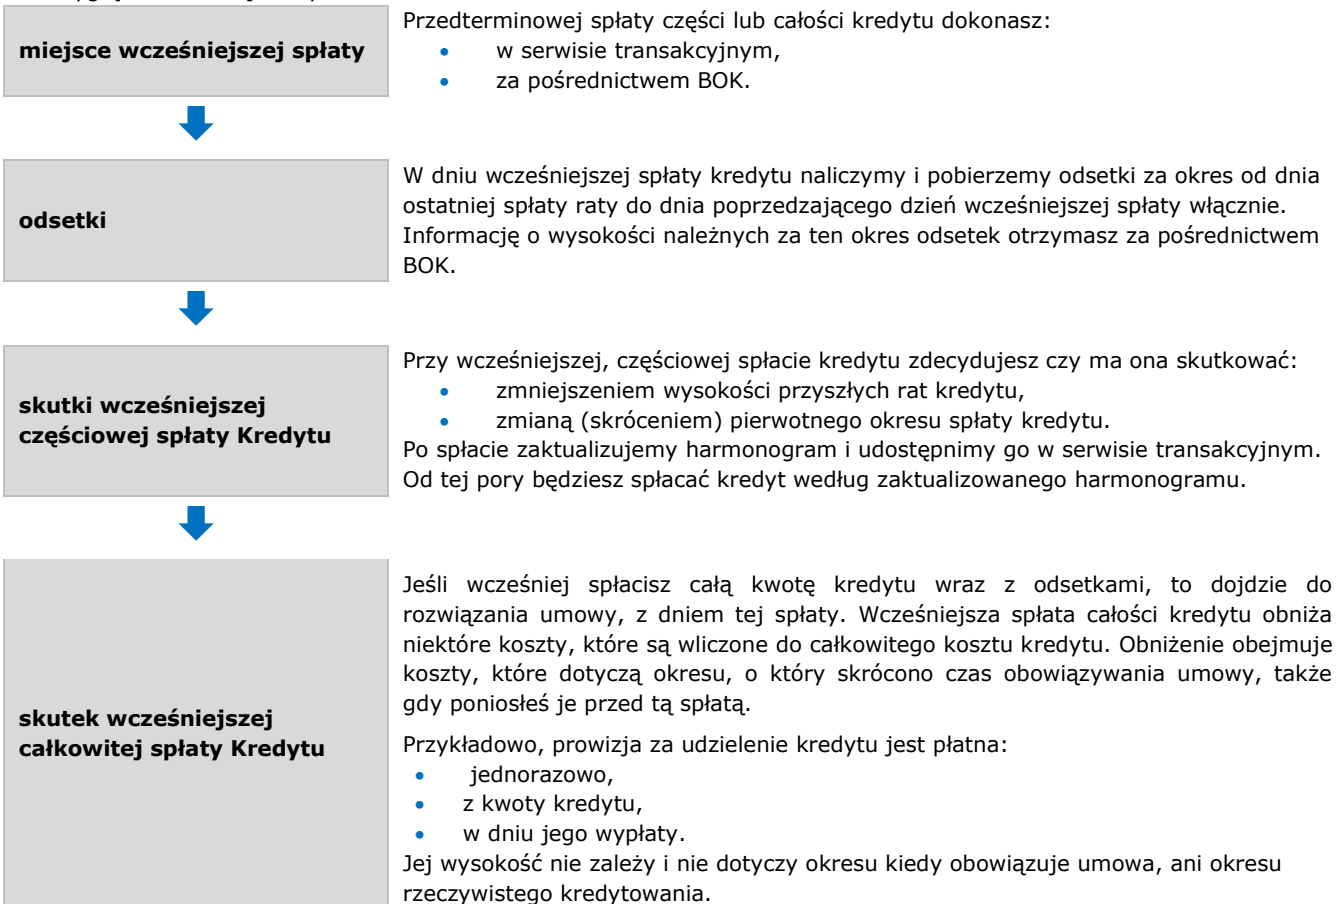 miejsce wcześniejszej spłaty
Przedterminowej spłaty części lub całości kredytu dokonasz:
• w serwisie transakcyjnym,
• za pośrednictwem BOK.
odsetki
W dniu wcześniejszej spłaty kredytu naliczymy i pobierzemy odsetki za okres od dnia
ostatniej spłaty raty do dnia poprzedzającego dzień wcześniejszej spłaty włącznie.
Informację o wysokości należnych za ten okres odsetek otrzymasz za pośrednictwem
BOK.
skutki wcześniejszej
częściowej spłaty Kredytu
Przy wcześniejszej, częściowej spłacie kredytu zdecydujesz czy ma ona skutkować:
• zmniejszeniem wysokości przyszłych rat kredytu,
• zmianą (skróceniem) pierwotnego okresu spłaty kredytu.
Po spłacie zaktualizujemy harmonogram i udostępnimy go w serwisie transakcyjnym.
Od tej pory będziesz spłacać kredyt według zaktualizowanego harmonogramu.
skutek wcześniejszej
całkowitej spłaty Kredytu
Jeśli wcześniej spłacisz całą kwotę kredytu wraz z odsetkami, to dojdzie do
rozwiązania umowy, z dniem tej spłaty. Wcześniejsza spłata całości kredytu obniża
niektóre koszty, które są wliczone do całkowitego kosztu kredytu. Obniżenie obejmuje
koszty, które dotyczą okresu, o który skrócono czas obowiązywania umowy, także
gdy poniosłeś je przed tą spłatą.
Przykładowo, prowizja za udzielenie kredytu jest płatna:
• jednorazowo,
• z kwoty kredytu,
• w dniu jego wypłaty.
Jej wysokość nie zależy i nie dotyczy okresu kiedy obowiązuje umowa, ani okresu
rzeczywistego kredytowania.